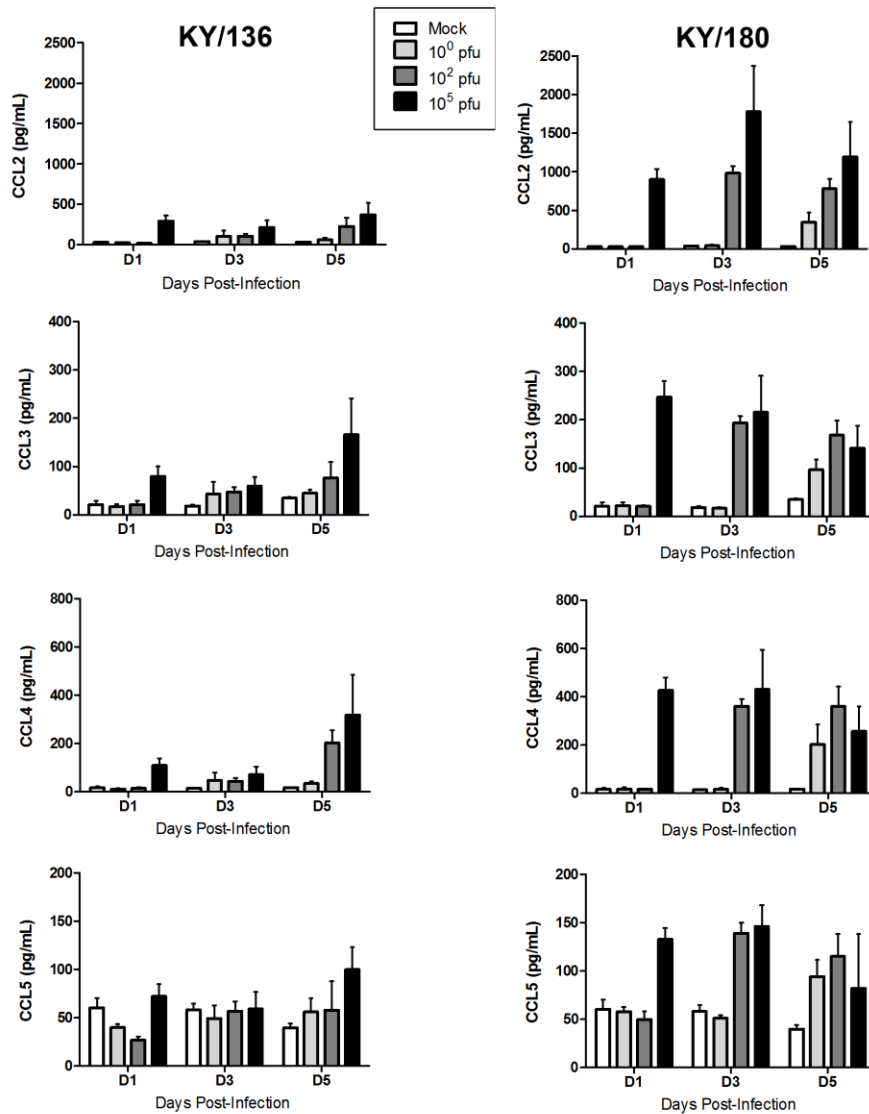 KY/136
KY/180
Mock
10⁰ pfu
10² pfu
10⁵ pfu
CCL2 (pg/mL)
2500
2000
1500
1000
500
0
D1 D3 D5
Days Post-Infection
CCL2 (pg/mL)
2500
2000
1500
1000
500
0
D1 D3 D5
Days Post-Infection
CCL3 (pg/mL)
400
300
200
100
0
D1 D3 D5
Days Post-Infection
CCL3 (pg/mL)
400
300
200
100
0
D1 D3 D5
Days Post-Infection
CCL4 (pg/mL)
800
600
400
200
0
D1 D3 D5
Days Post-Infection
CCL4 (pg/mL)
800
600
400
200
0
D1 D3 D5
Days Post-Infection
CCL5 (pg/mL)
200
150
100
50
0
D1 D3 D5
Days Post-Infection
CCL5 (pg/mL)
200
150
100
50
0
D1 D3 D5
Days Post-Infection